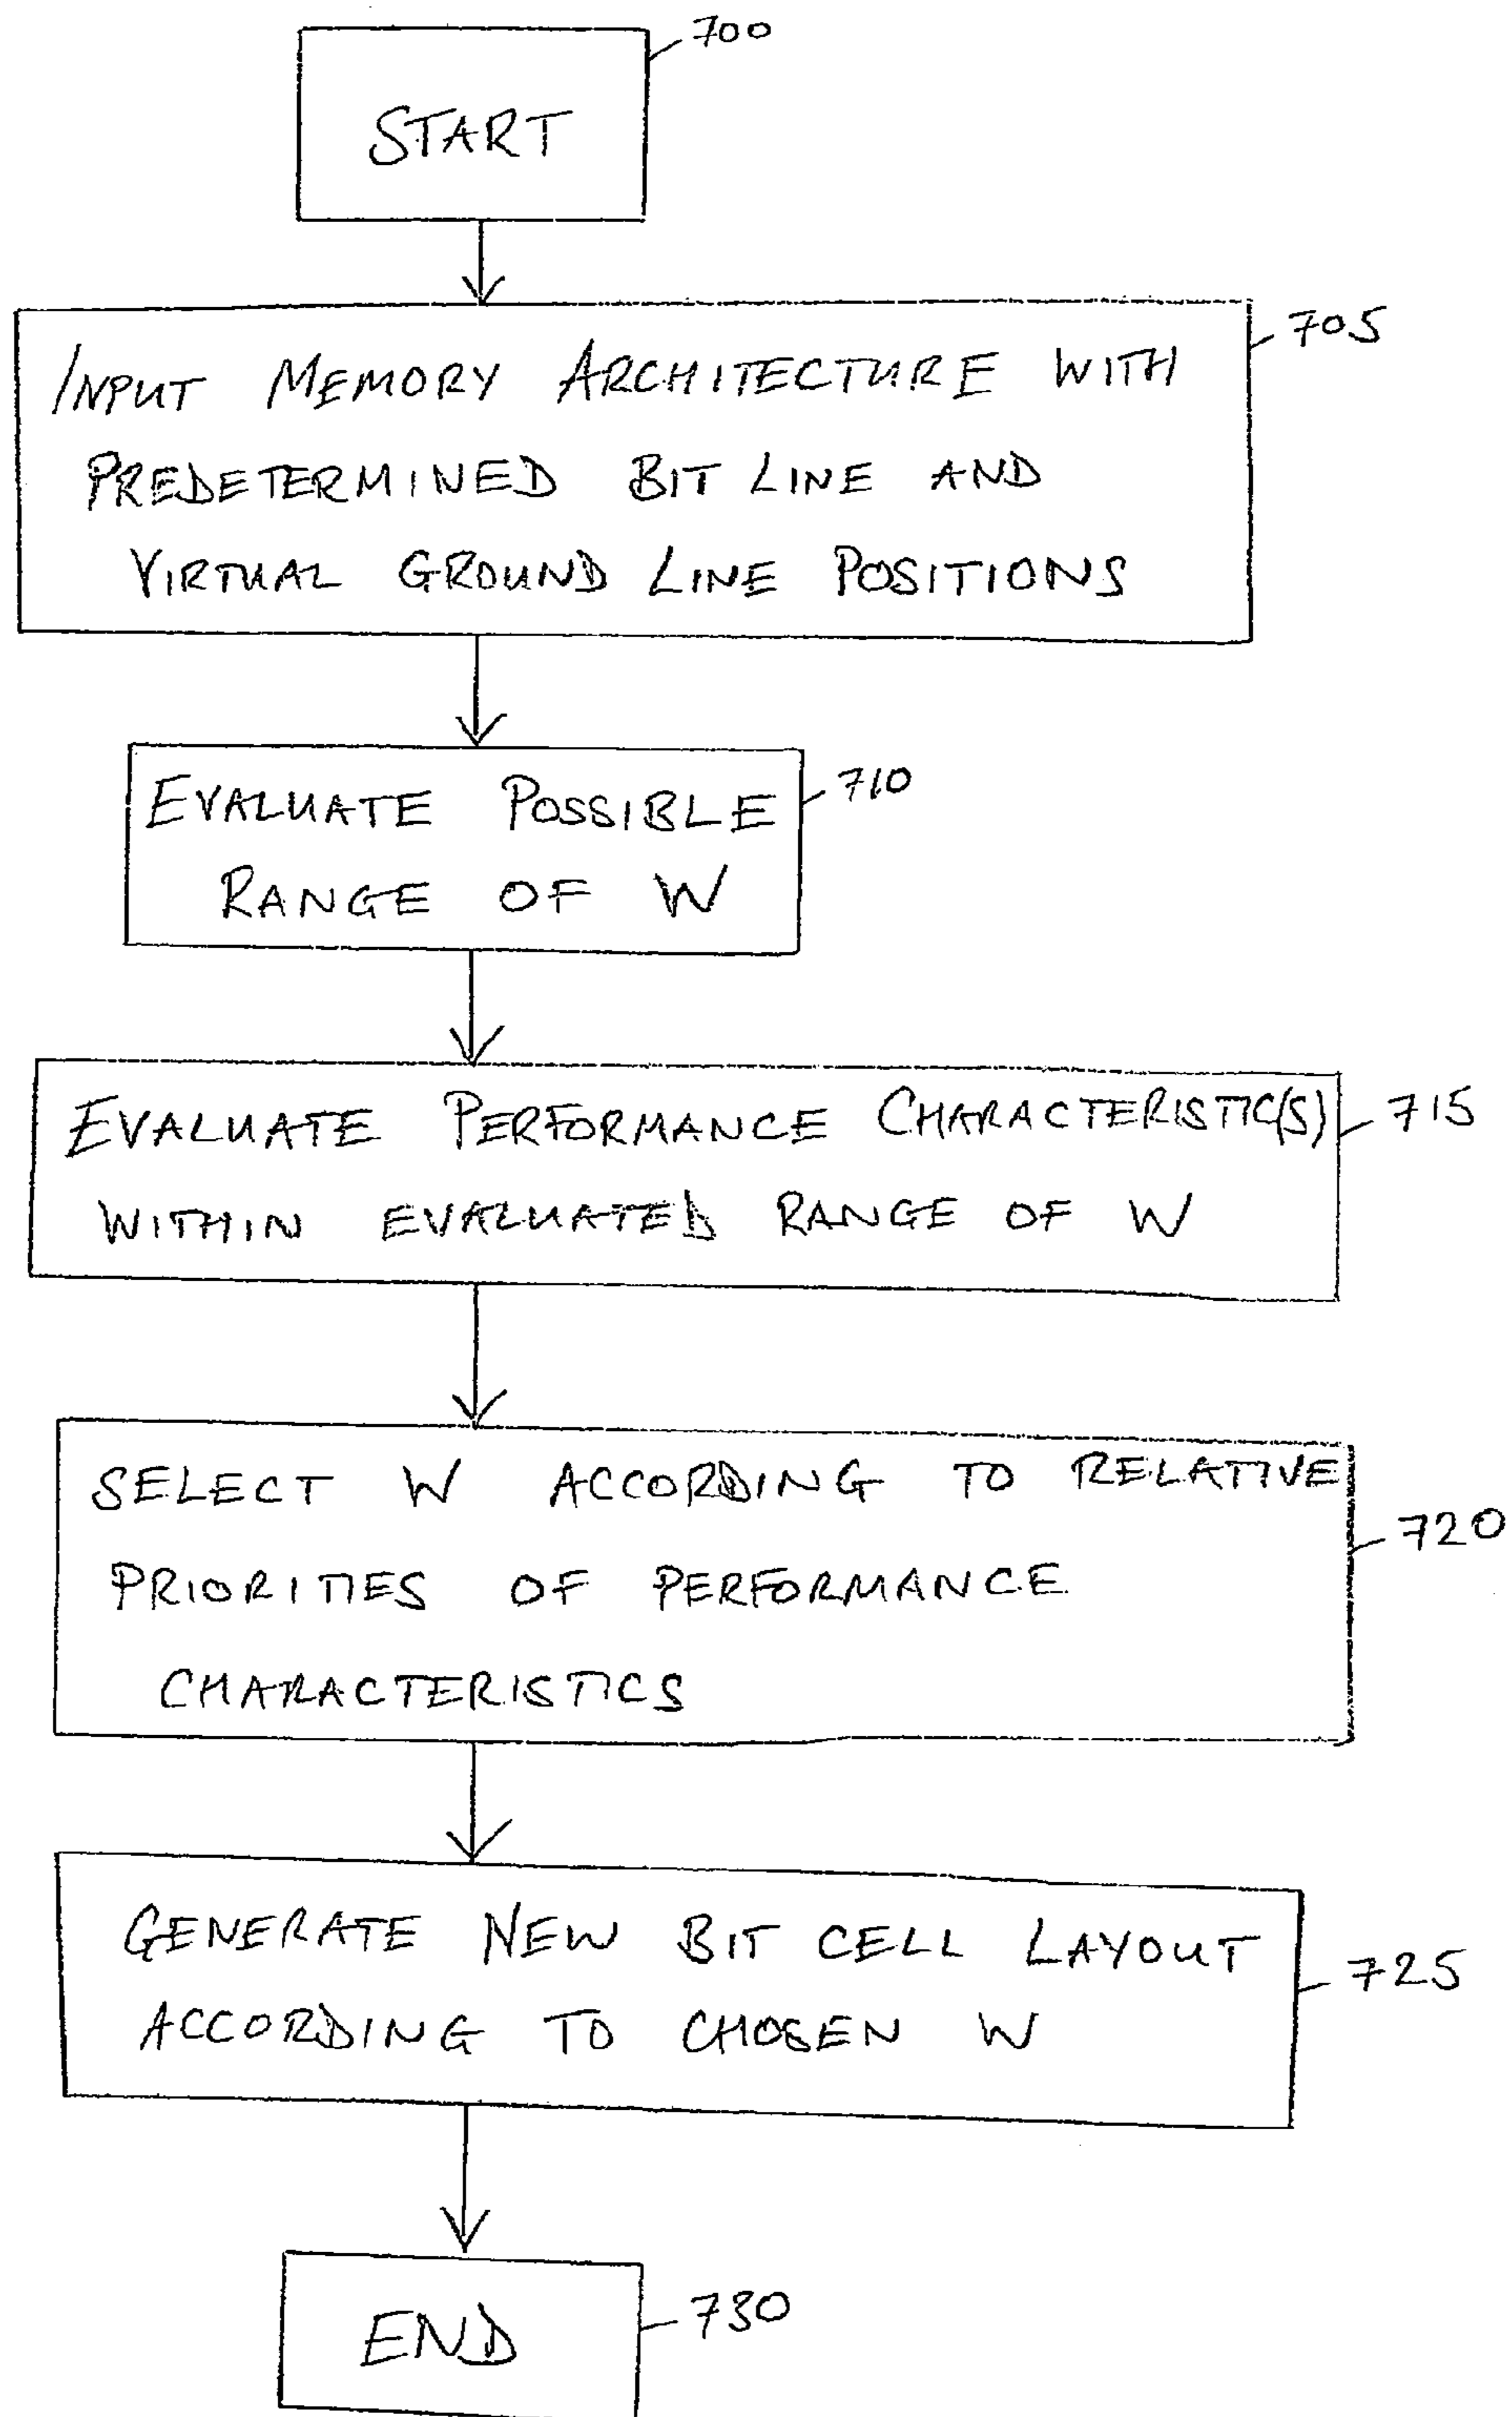 700
START
705
INPUT MEMORY ARCHITECTURE WITH
PREDETERMINED BIT LINE AND
VIRTUAL GROUND LINE POSITIONS
710
EVALUATE POSSIBLE
RANGE OF W
EVALUATE PERFORMANCE CHARACTERISTIC(S)
715
WITHIN EVALUATED RANGE OF W
SELECT W ACCORDING TO RELATIVE
720
PRIORITIES OF PERFORMANCE
CHARACTERISTICS
GENERATE NEW BIT CELL LAYOUT
725
ACCORDING TO CHOSEN W
730
END